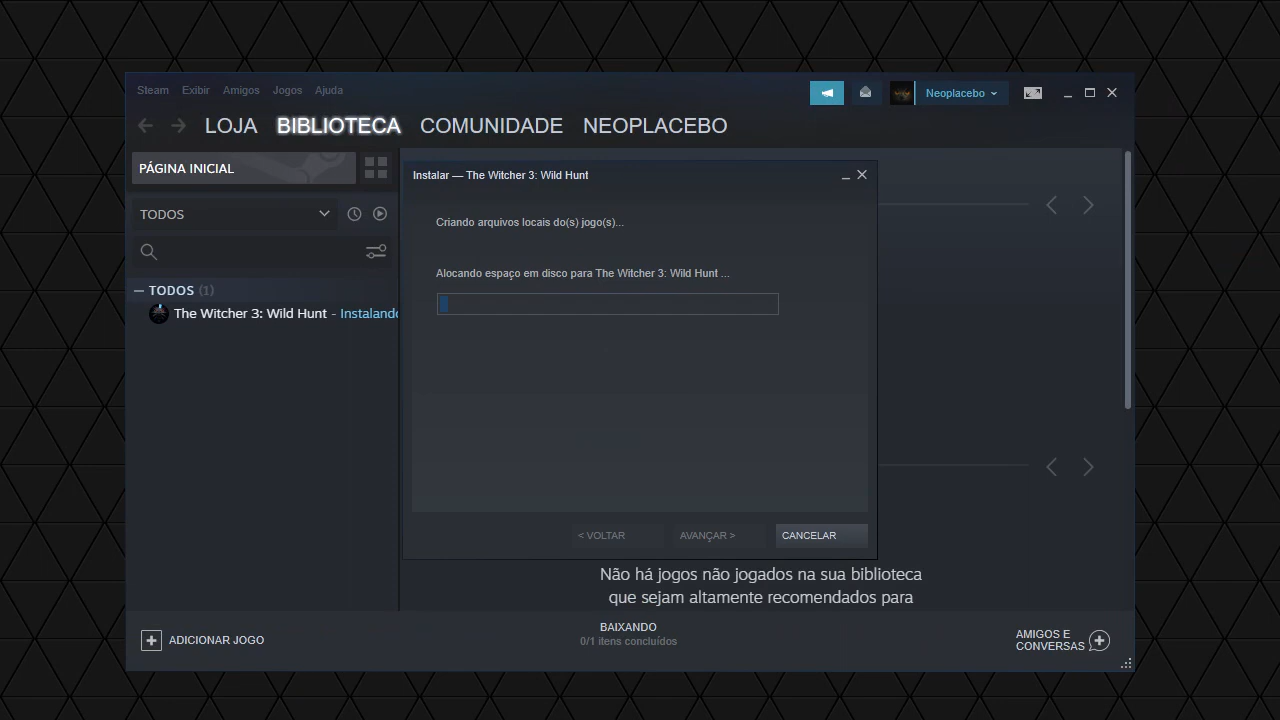 Steam Exibir Amigos Jogos Ajuda
Neoplacebo
LOJA BIBLIOTECA COMUNIDADE NEOPLACEBO
PÁGINA INICIAL
TODOS
TODOS (1)
The Witcher 3: Wild Hunt - Instalando
Instalar — The Witcher 3: Wild Hunt
Criando arquivos locais do(s) jogo(s)...
Alocando espaço em disco para The Witcher 3: Wild Hunt ...
< VOLTAR AVANÇAR > CANCELAR
Não há jogos não jogados na sua biblioteca
que sejam altamente recomendados para
ADICIONAR JOGO
BAIXANDO
0/1 itens concluídos
AMIGOS E
CONVERSAS